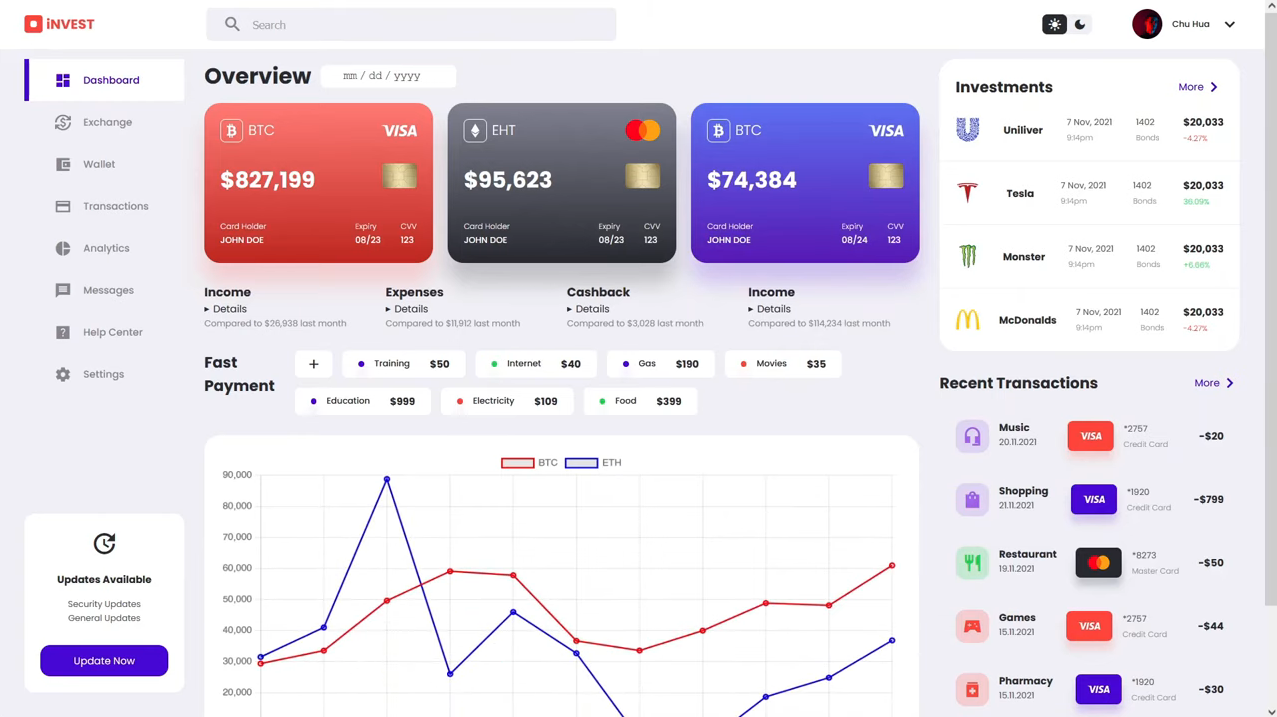 iNVEST
Search
Chu Hua
Dashboard
Exchange
Wallet
Transactions
Analytics
Messages
Help Center
Settings
Updates Available
Security Updates
General Updates
Update Now
Overview
mm / dd / yyyy
BTC VISA
$827,199
Card Holder Expiry CVV
JOHN DOE 08/23 123
EHT
$95,623
Card Holder Expiry CVV
JOHN DOE 08/23 123
BTC VISA
$74,384
Card Holder Expiry CVV
JOHN DOE 08/24 123
Income
▸ Details
Compared to $26,938 last month
Expenses
▸ Details
Compared to $11,912 last month
Cashback
▸ Details
Compared to $3,028 last month
Income
▸ Details
Compared to $114,234 last month
Fast
Payment
+
Training $50
Internet $40
Gas $190
Movies $35
Education $999
Electricity $109
Food $399
BTC ETH
90,000
80,000
70,000
60,000
50,000
40,000
30,000
20,000
Investments More
Uniliver 7 Nov, 2021 1402 $20,033
9:14pm Bonds -4.27%
Tesla 7 Nov, 2021 1402 $20,033
9:14pm Bonds 36.09%
Monster 7 Nov, 2021 1402 $20,033
9:14pm Bonds +6.66%
McDonalds 7 Nov, 2021 1402 $20,033
9:14pm Bonds -4.27%
Recent Transactions More
Music VISA *2757 -$20
20.11.2021 Credit Card
Shopping VISA *1920 -$799
21.11.2021 Credit Card
Restaurant *8273 -$50
19.11.2021 Master Card
Games VISA *2757 -$44
15.11.2021 Credit Card
Pharmacy VISA *1920 -$30
15.11.2021 Credit Card